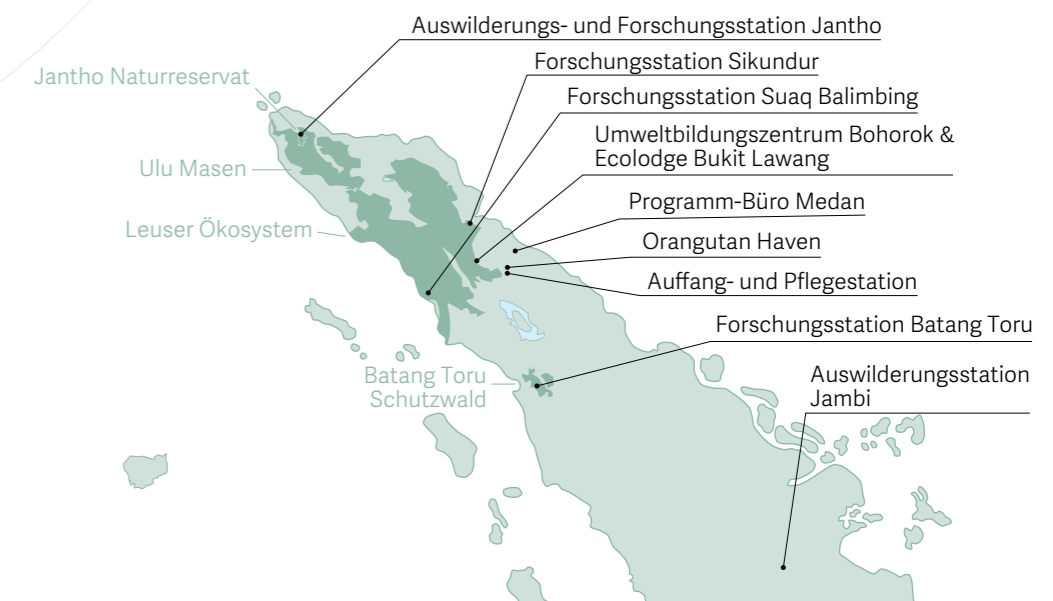 Auswilderungs- und Forschungsstation Jantho
Forschungsstation Sikundur
Jantho Naturreservat
Forschungsstation Suaq Balimbing
Umweltbildungszentrum Bohorok &
Ecolodge Bukit Lawang
Ulu Masen
Programm-Büro Medan
Leuser Ökosystem
Orangutan Haven
Auffang- und Pflegestation
Forschungsstation Batang Toru
Batang Toru
Schutzwald
Auswilderungsstation
Jambi